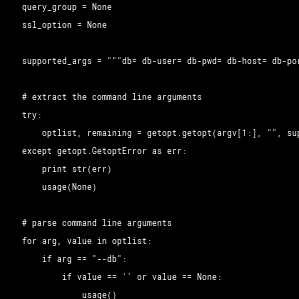 query_group = None
ssl_option = None
supported_args = """db= db-user= db-pwd= db-host= db-por
# extract the command line arguments
try:
optlist, remaining = getopt.getopt(argv[1:], "", sup
except getopt.GetoptError as err:
print str(err)
usage(None)
# parse command line arguments
for arg, value in optlist:
if arg == "--db":
if value == '' or value == None:
usage()